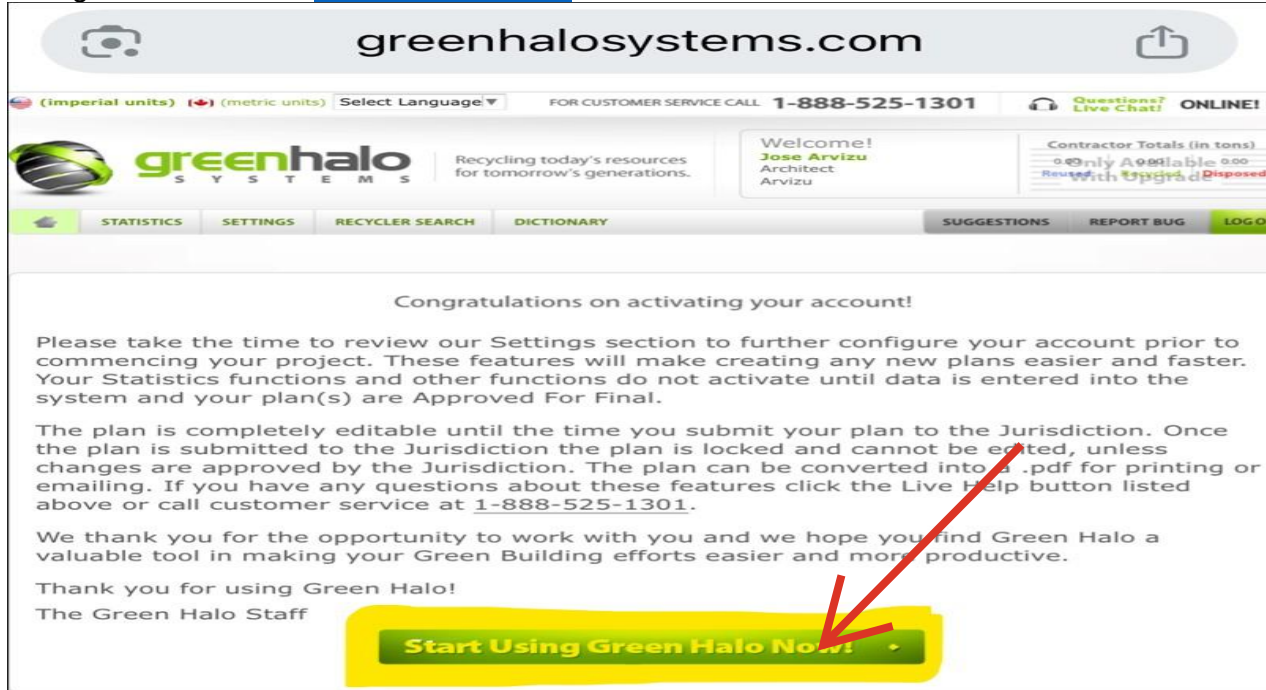 greenhalosystems.com
(imperial units) (metric units) Select Language FOR CUSTOMER SERVICE CALL 1-888-525-1301 Questions? Live Chat! ONLINE!
greenhalo
SYSTEMS
Recycling today's resources
for tomorrow's generations.
Welcome!
Jose Arvizu
Architect
Arvizu
Contractor Totals (in tons)
0.00 0.00 0.00
Reused Recycled Disposed
Only Available
With Upgrade
STATISTICS SETTINGS RECYCLER SEARCH DICTIONARY SUGGESTIONS REPORT BUG LOG O
Congratulations on activating your account!
Please take the time to review our Settings section to further configure your account prior to
commencing your project. These features will make creating any new plans easier and faster.
Your Statistics functions and other functions do not activate until data is entered into the
system and your plan(s) are Approved For Final.
The plan is completely editable until the time you submit your plan to the Jurisdiction. Once
the plan is submitted to the Jurisdiction the plan is locked and cannot be edited, unless
changes are approved by the Jurisdiction. The plan can be converted into a .pdf for printing or
emailing. If you have any questions about these features click the Live Help button listed
above or call customer service at 1-888-525-1301.
We thank you for the opportunity to work with you and we hope you find Green Halo a
valuable tool in making your Green Building efforts easier and more productive.
Thank you for using Green Halo!
The Green Halo Staff
Start Using Green Halo Now!